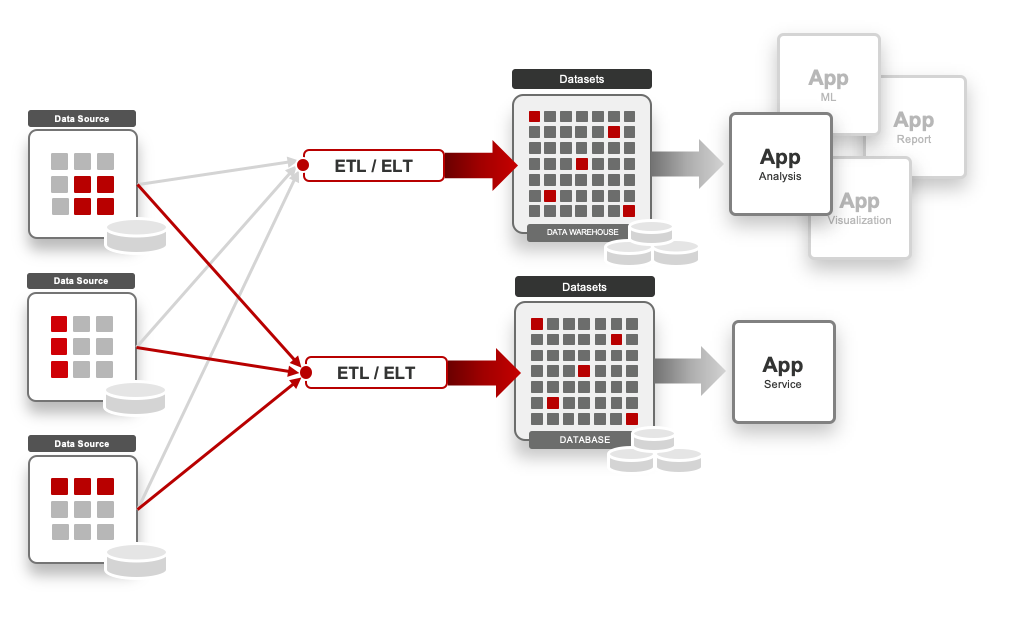 Data Source
Data Source
Data Source
ETL / ELT
ETL / ELT
Datasets
DATA WAREHOUSE
Datasets
DATABASE
App
ML
App
Report
App
Analysis
App
Visualization
App
Service